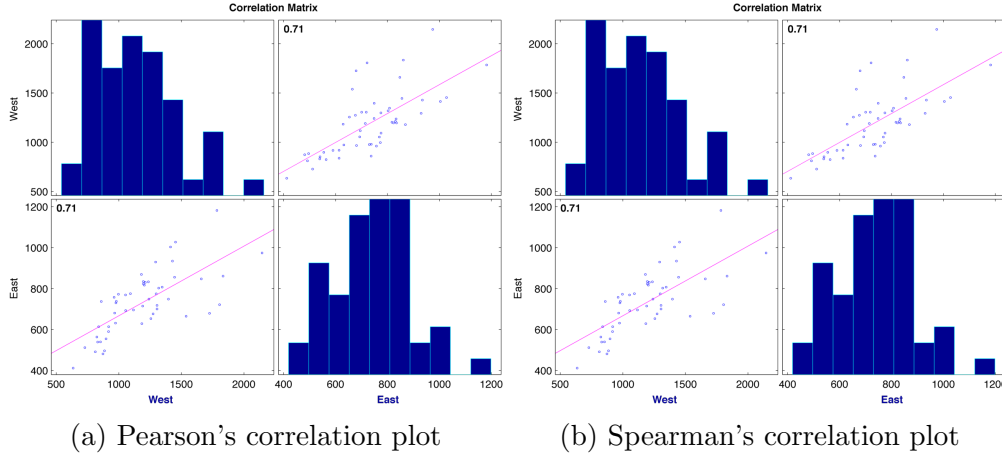 Correlation Matrix
0.71
2000
1500
1000
500
West
0.71
1200
1000
800
600
400
East
500 1000 1500 2000
400 600 800 1000 1200
West
East
(a) Pearson's correlation plot
Correlation Matrix
0.71
2000
1500
1000
500
West
0.71
1200
1000
800
600
400
East
500 1000 1500 2000
400 600 800 1000 1200
West
East
(b) Spearman's correlation plot